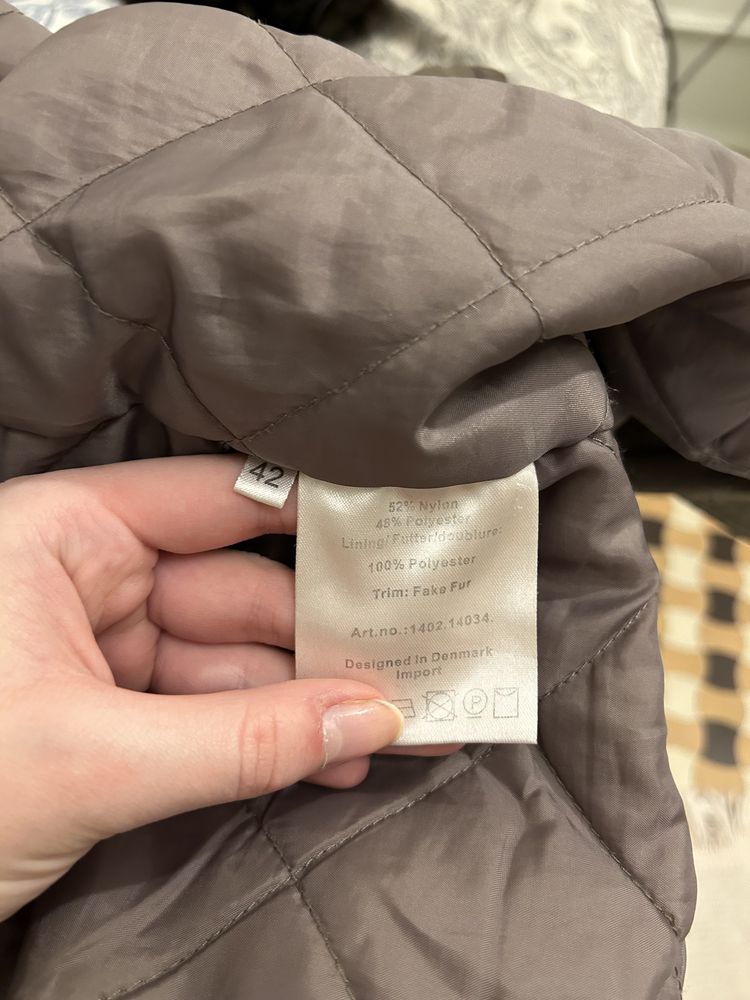 42
52% Nylon
48% Polyester
Lining/Futter/doublure:
100% Polyester
Trim: Fake Fur
Art.no.:1402.14034.
Designed in Denmark
Import
P